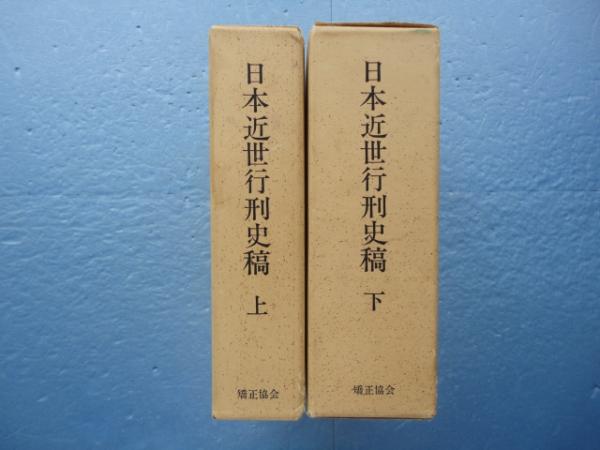 日本近世行刑史稿 上
矯正協会
日本近世行刑史稿 下
矯正協会